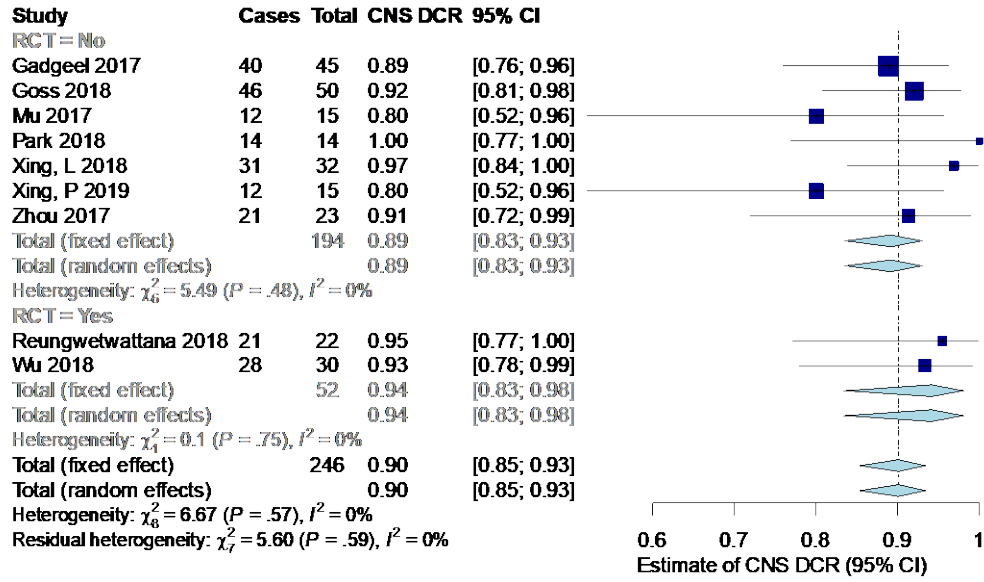 Study Cases Total CNS DCR 95% CI
RCT = No
Gadgeel 2017 40 45 0.89 [0.76; 0.96]
Goss 2018 46 50 0.92 [0.81; 0.98]
Mu 2017 12 15 0.80 [0.52; 0.96]
Park 2018 14 14 1.00 [0.77; 1.00]
Xing, L 2018 31 32 0.97 [0.84; 1.00]
Xing, P 2019 12 15 0.80 [0.52; 0.96]
Zhou 2017 21 23 0.91 [0.72; 0.99]
Total (fixed effect) 194 0.89 [0.83; 0.93]
Total (random effects) 0.89 [0.83; 0.93]
Heterogeneity: χ²₆ = 5.49 (P = .48), I² = 0%
RCT = Yes
Reungwetwattana 2018 21 22 0.95 [0.77; 1.00]
Wu 2018 28 30 0.93 [0.78; 0.99]
Total (fixed effect) 52 0.94 [0.83; 0.98]
Total (random effects) 0.94 [0.83; 0.98]
Heterogeneity: χ²₁ = 0.1 (P = .75), I² = 0%
Total (fixed effect) 246 0.90 [0.85; 0.93]
Total (random effects) 0.90 [0.85; 0.93]
Heterogeneity: χ²₈ = 6.67 (P = .57), I² = 0%
Residual heterogeneity: χ²₇ = 5.60 (P = .59), I² = 0%
0.6 0.7 0.8 0.9 1
Estimate of CNS DCR (95% CI)